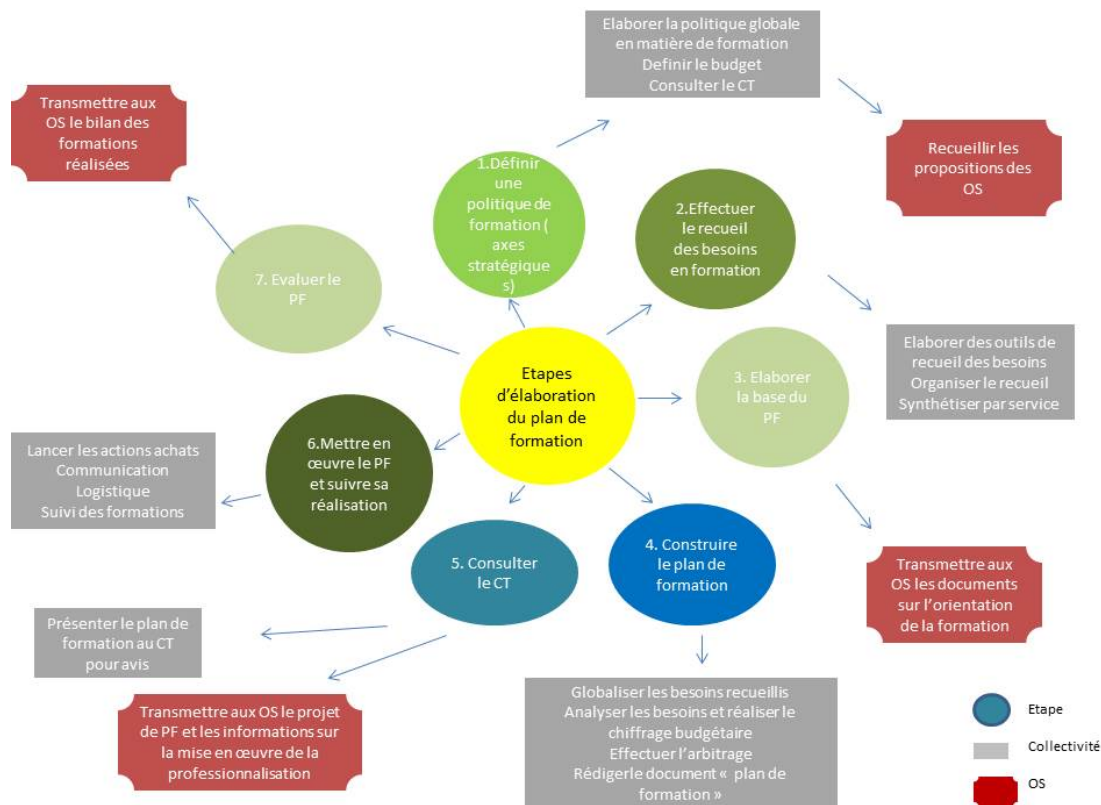 Elaborer la politique globale
en matière de formation
Definir le budget
Consulter le CT
Transmettre aux
OS le bilan des
formations
réalisées
Recueillir les
propositions des
OS
1.Définir
une
politique de
formation (
axes
stratégique
s)
2.Effectuer
le recueil
des besoins
en formation
7. Evaluer le
PF
Elaborer des outils de
recueil des besoins
Organiser le recueil
Synthétiser par service
Etapes
d’élaboration
du plan de
formation
3. Elaborer
la base du
PF
6.Mettre en
œuvre le PF
et suivre sa
réalisation
Lancer les actions achats
Communication
Logistique
Suivi des formations
5. Consulter
le CT
4. Construire
le plan de
formation
Transmettre aux
OS les documents
sur l’orientation
de la formation
Présenter le plan de
formation au CT
pour avis
Transmettre aux OS le projet
de PF et les informations sur
la mise en œuvre de la
professionnalisation
Globaliser les besoins recueillis
Analyser les besoins et réaliser le
chiffrage budgétaire
Effectuer l’arbitrage
Rédigerle document « plan de
formation »
Etape
Collectivité
OS